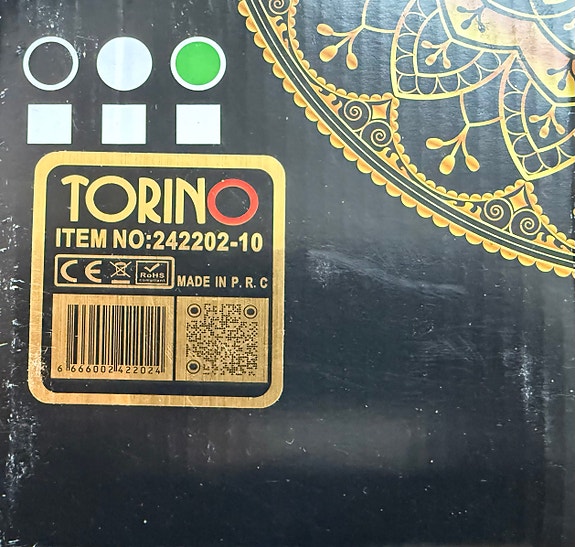 TORINO
ITEM NO:242202-10
CE RoHS
compliant
MADE IN P.R.C
6 666002 422024